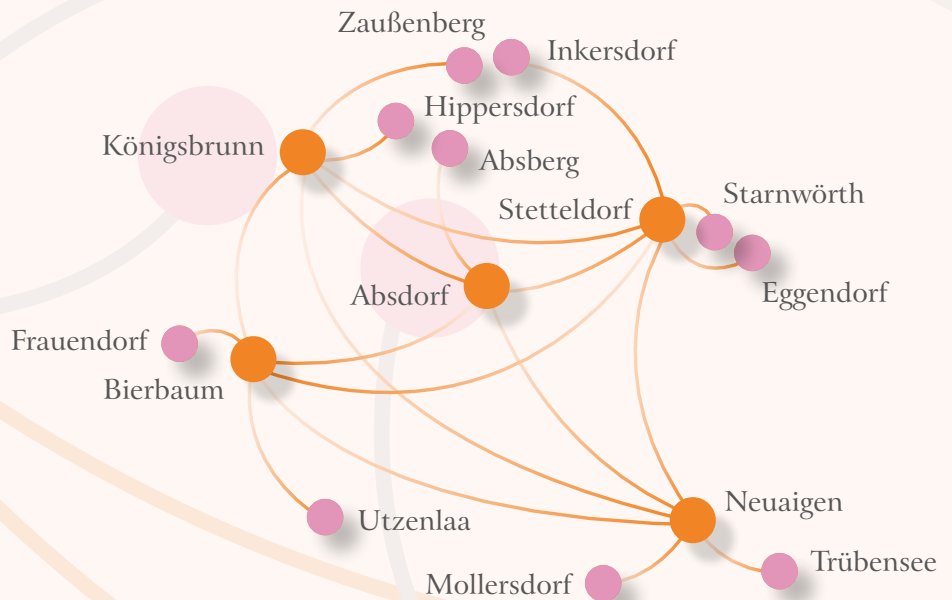 Zaußenberg
Inkersdorf
Hippersdorf
Königsbrunn
Absberg
Starnwörth
Stetteldorf
Absdorf
Eggendorf
Frauendorf
Bierbaum
Neuaigen
Utzenlaa
Trübensee
Mollersdorf